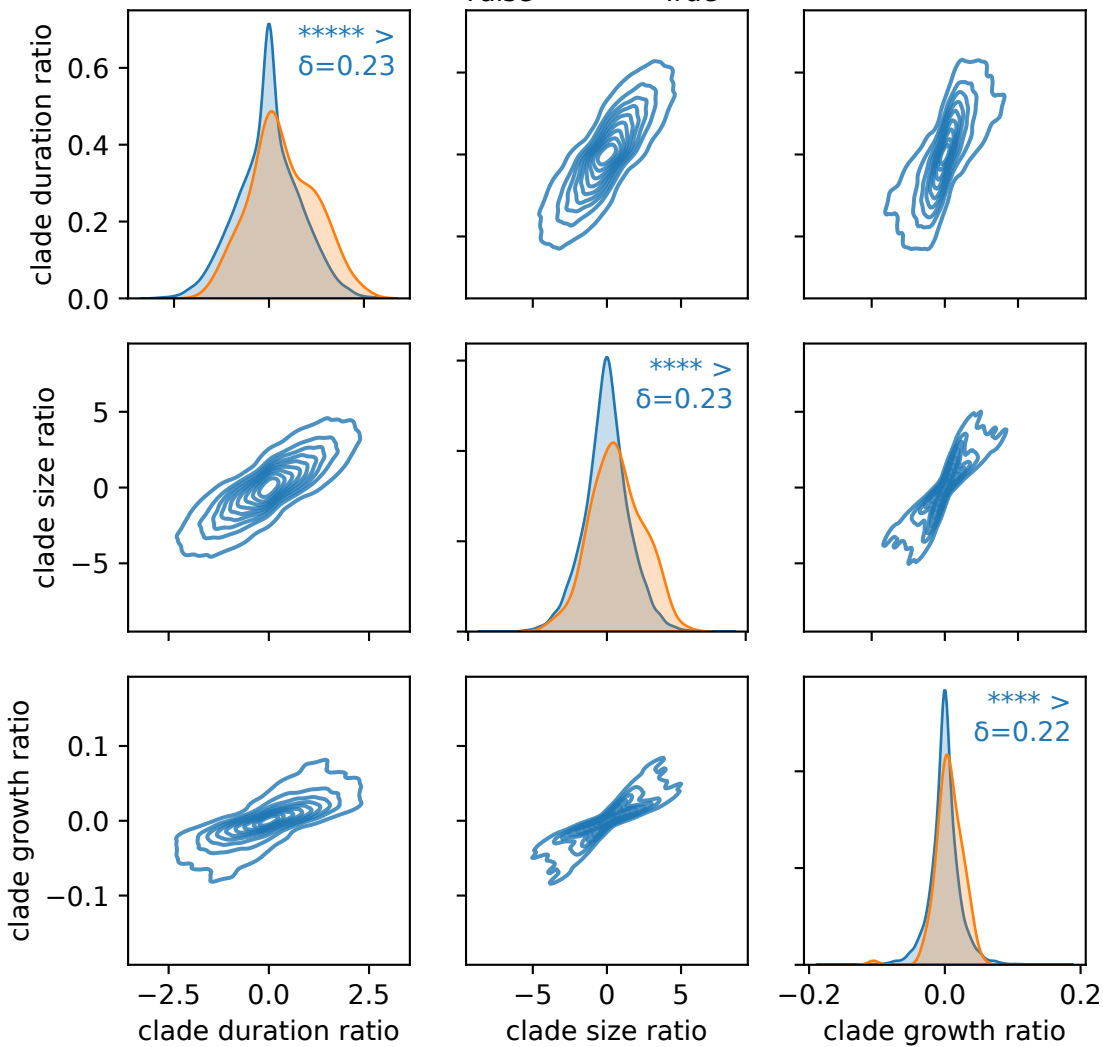 clade duration ratio
0.6
0.4
0.2
0.0
***** >
δ=0.23
clade size ratio
5
0
−5
**** >
δ=0.23
clade growth ratio
0.1
0.0
−0.1
**** >
δ=0.22
−2.5 0.0 2.5
−5 0 5
−0.2 0.0 0.2
clade duration ratio
clade size ratio
clade growth ratio